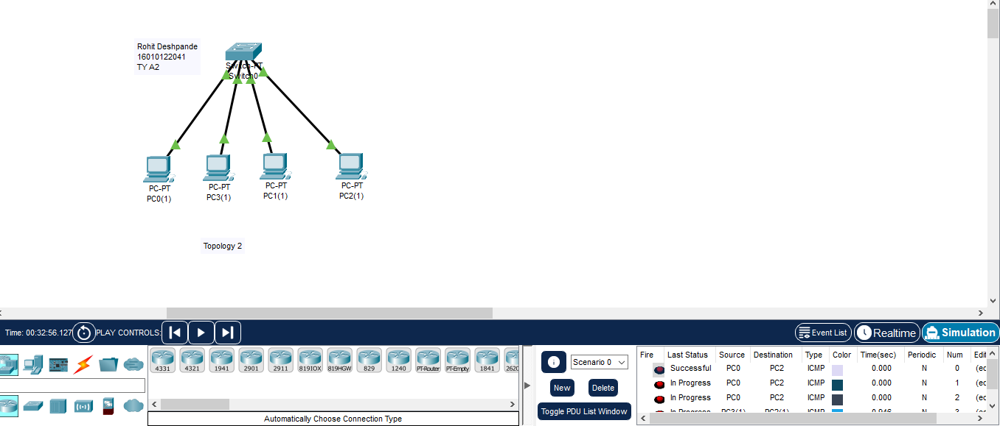 Rohit Deshpande
16010122041
TY A2
Switch-PT
Switch0
PC-PT
PC0(1)
PC-PT
PC3(1)
PC-PT
PC1(1)
PC-PT
PC2(1)
Topology 2
Time: 00:32:56.127 PLAY CONTROLS:
Event List Realtime Simulation
4331 4321 1941 2901 2911 819IOX 819HGW 829 1240 PT-Router PT-Empty 1841 2620
Automatically Choose Connection Type
Scenario 0
New Delete
Toggle PDU List Window
Fire Last Status Source Destination Type Color Time(sec) Periodic Num Edi
Successful PC0 PC2 ICMP 0.000 N 0 (ec
In Progress PC0 PC2 ICMP 0.000 N 1 (ec
In Progress PC0 PC2 ICMP 0.000 N 2 (ec
In Progress PC3(1) PC2(1) ICMP 0.946 N 3 (ec